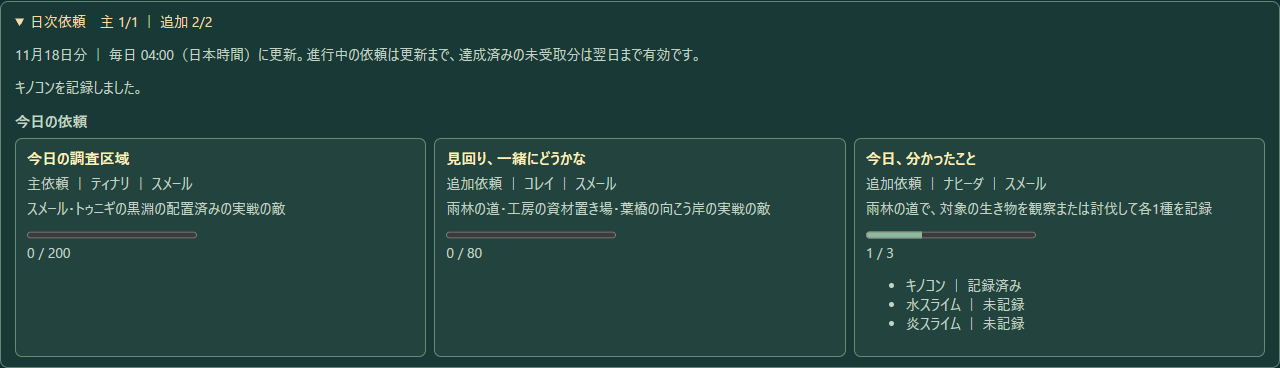 ▼ 日次依頼 主 1/1 | 追加 2/2
11月18日分 | 毎日 04:00（日本時間）に更新。進行中の依頼は更新まで、達成済みの未受取分は翌日まで有効です。
キノコンを記録しました。
今日の依頼
今日の調査区域
主依頼 | ティナリ | スメール
スメール・トゥニギの黒淵の配置済みの実戦の敵
0 / 200
見回り、一緒にどうかな
追加依頼 | コレイ | スメール
雨林の道・工房の資材置き場・葉橋の向こう岸の実戦の敵
0 / 80
今日、分かったこと
追加依頼 | ナヒーダ | スメール
雨林の道で、対象の生き物を観察または討伐して各1種を記録
1 / 3
• キノコン | 記録済み
• 水スライム | 未記録
• 炎スライム | 未記録